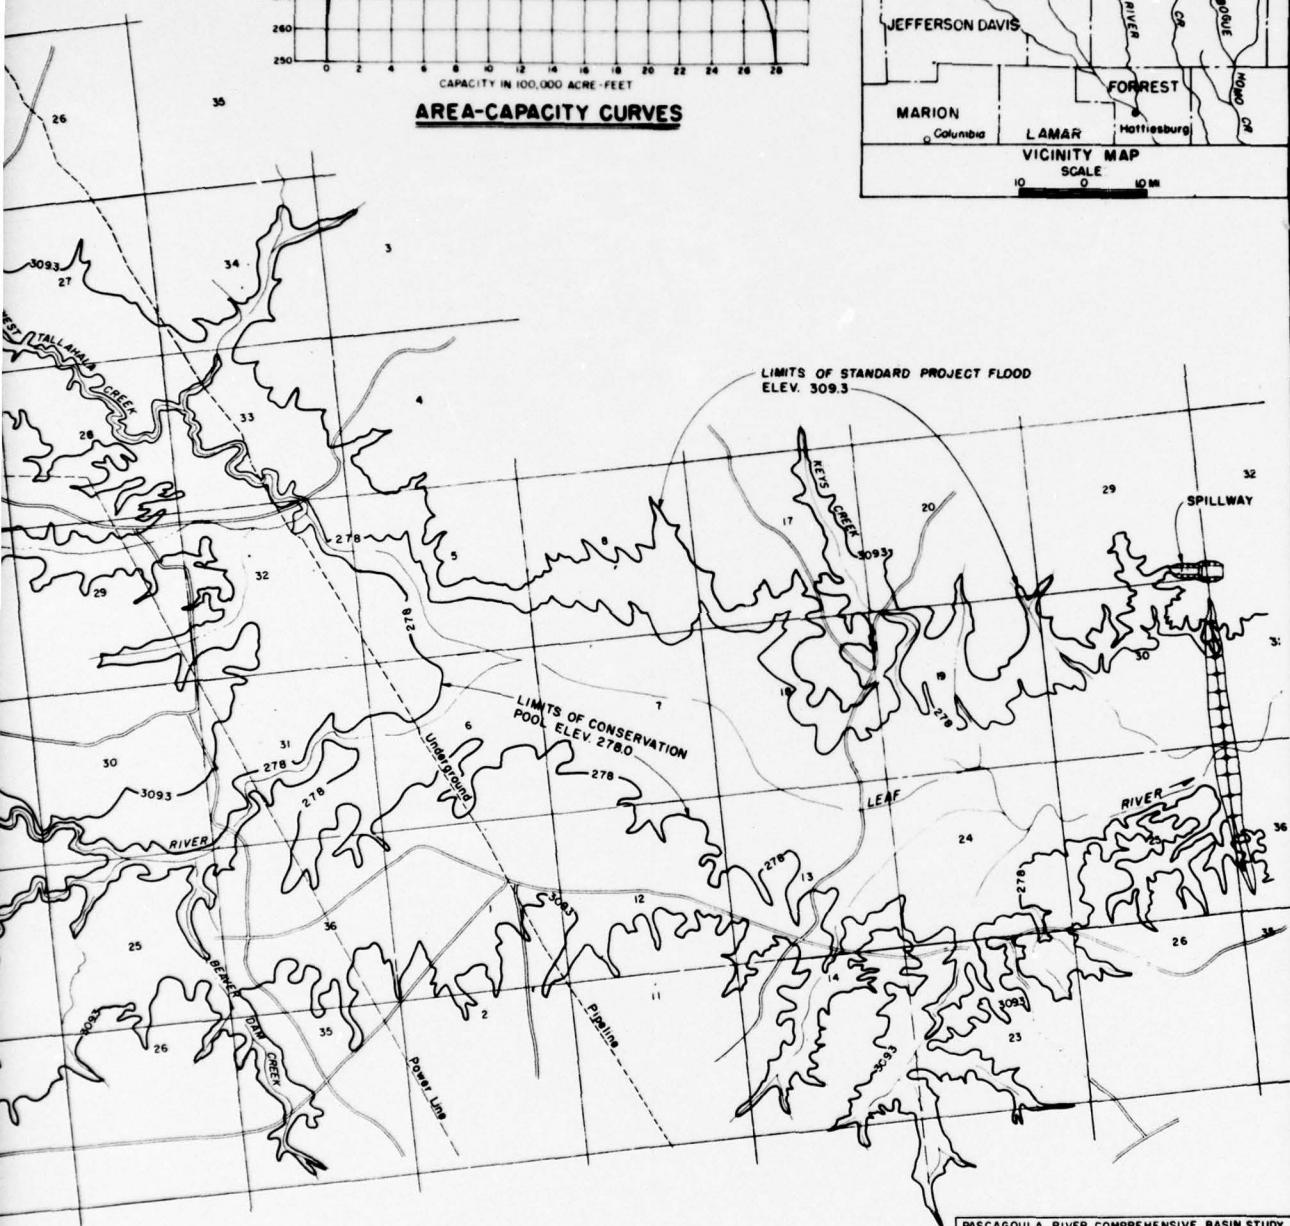 260
250
0 2 4 6 8 10 12 14 16 18 20 22 24 26 28
CAPACITY IN 100,000 ACRE-FEET
AREA-CAPACITY CURVES
JEFFERSON DAVIS
RIVER
CR
BOGUE
HOMO CR
FORREST
MARION
Columbia
LAMAR
Hattiesburg
VICINITY MAP
SCALE
10 0 10 MI
26
35
34
3
3093
27
WEST TALLAHALA CREEK
33
4
28
LIMITS OF STANDARD PROJECT FLOOD
ELEV. 309.3
KEYS CREEK
17
20
29
32
SPILLWAY
278
5
8
3093
29
32
278
18
19
278
30
31
7
LIMITS OF CONSERVATION
POOL ELEV. 278.0
6
31
278
278
278
30
3093
Underground
LEAF
RIVER
24
25
36
RIVER
278
13
278
12
3093
1
36
25
BEAVER DAM CREEK
26
35
14
11
2
3093
26
35
3093
23
3093
Pipeline
Power Line
PASCAGOULA RIVER COMPREHENSIVE BASIN STUDY